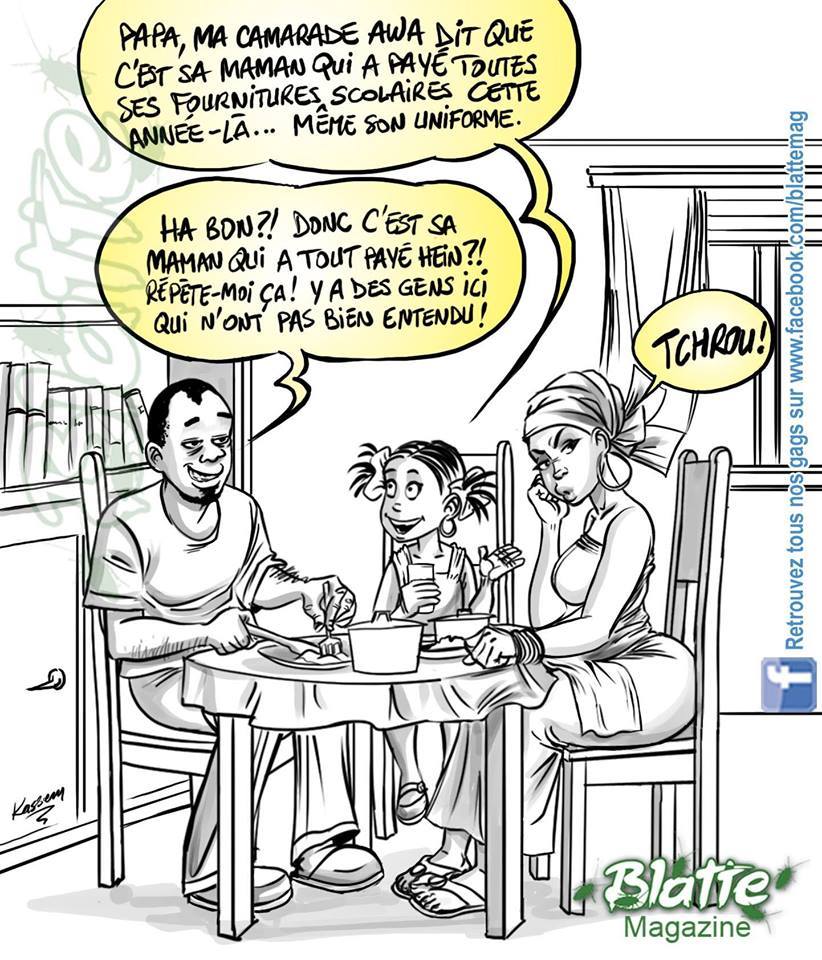 PAPA, MA CAMARADE AWA DIT QUE
C'EST SA MAMAN QUI A PAYÉ TOUTES
SES FOURNITURES SCOLAIRES CETTE
ANNÉE-LÀ... MÊME SON UNIFORME.
HA BON?! DONC C'EST SA
MAMAN QUI A TOUT PAYÉ HEIN?!
RÉPÈTE-MOI ÇA! Y A DES GENS ICI
QUI N'ONT PAS BIEN ENTENDU!
TCHROU!
Retrouvez tous nos gags sur www.facebook.com/blattemag
f
Blatte
Magazine
Blatte